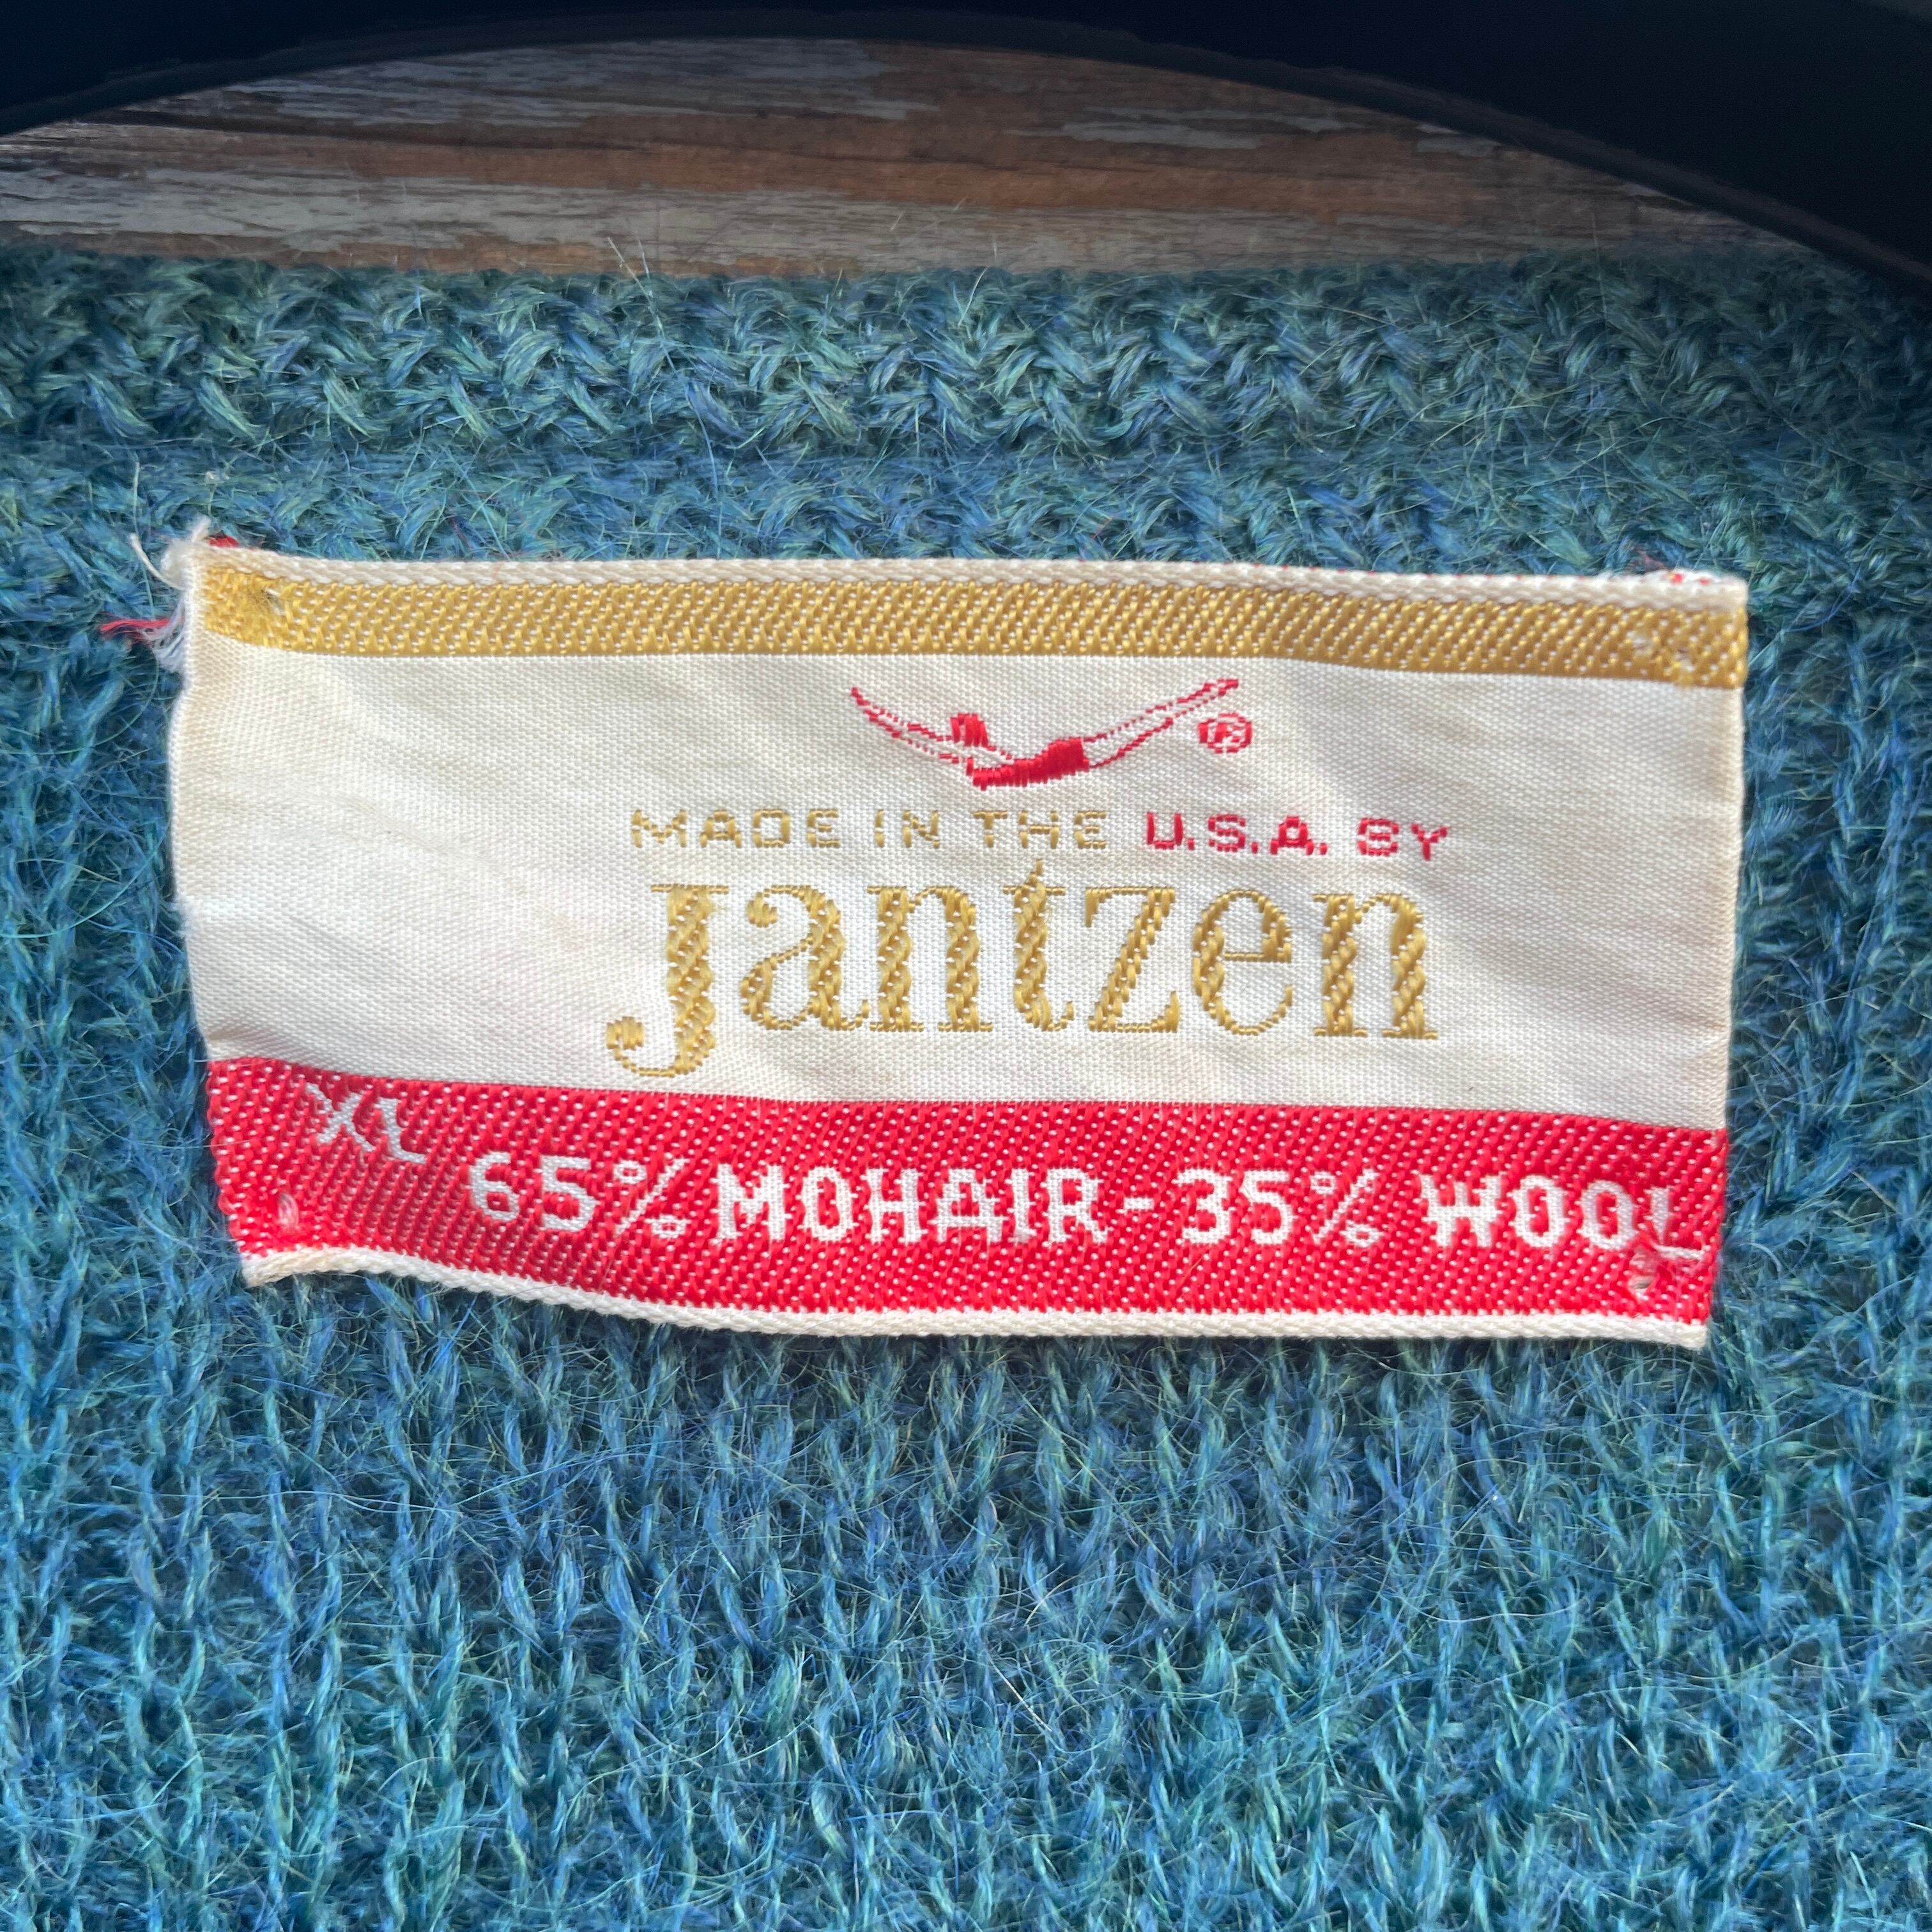 ®
MADE IN THE U.S.A. BY
Jantzen
XL 65% MOHAIR-35% WOOL